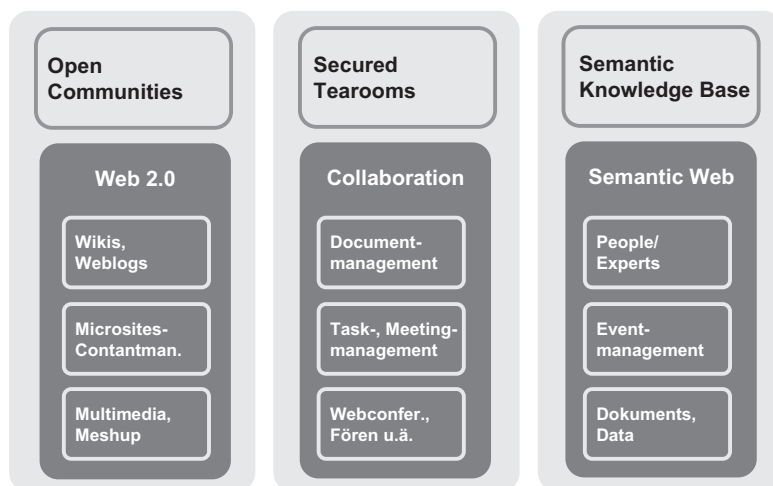 Open
Communities
Web 2.0
Wikis,
Weblogs
Microsites-
Contantman.
Multimedia,
Meshup
Secured
Tearooms
Collaboration
Document-
management
Task-, Meeting-
management
Webconfer.,
Fören u.ä.
Semantic
Knowledge Base
Semantic Web
People/
Experts
Event-
management
Dokuments,
Data